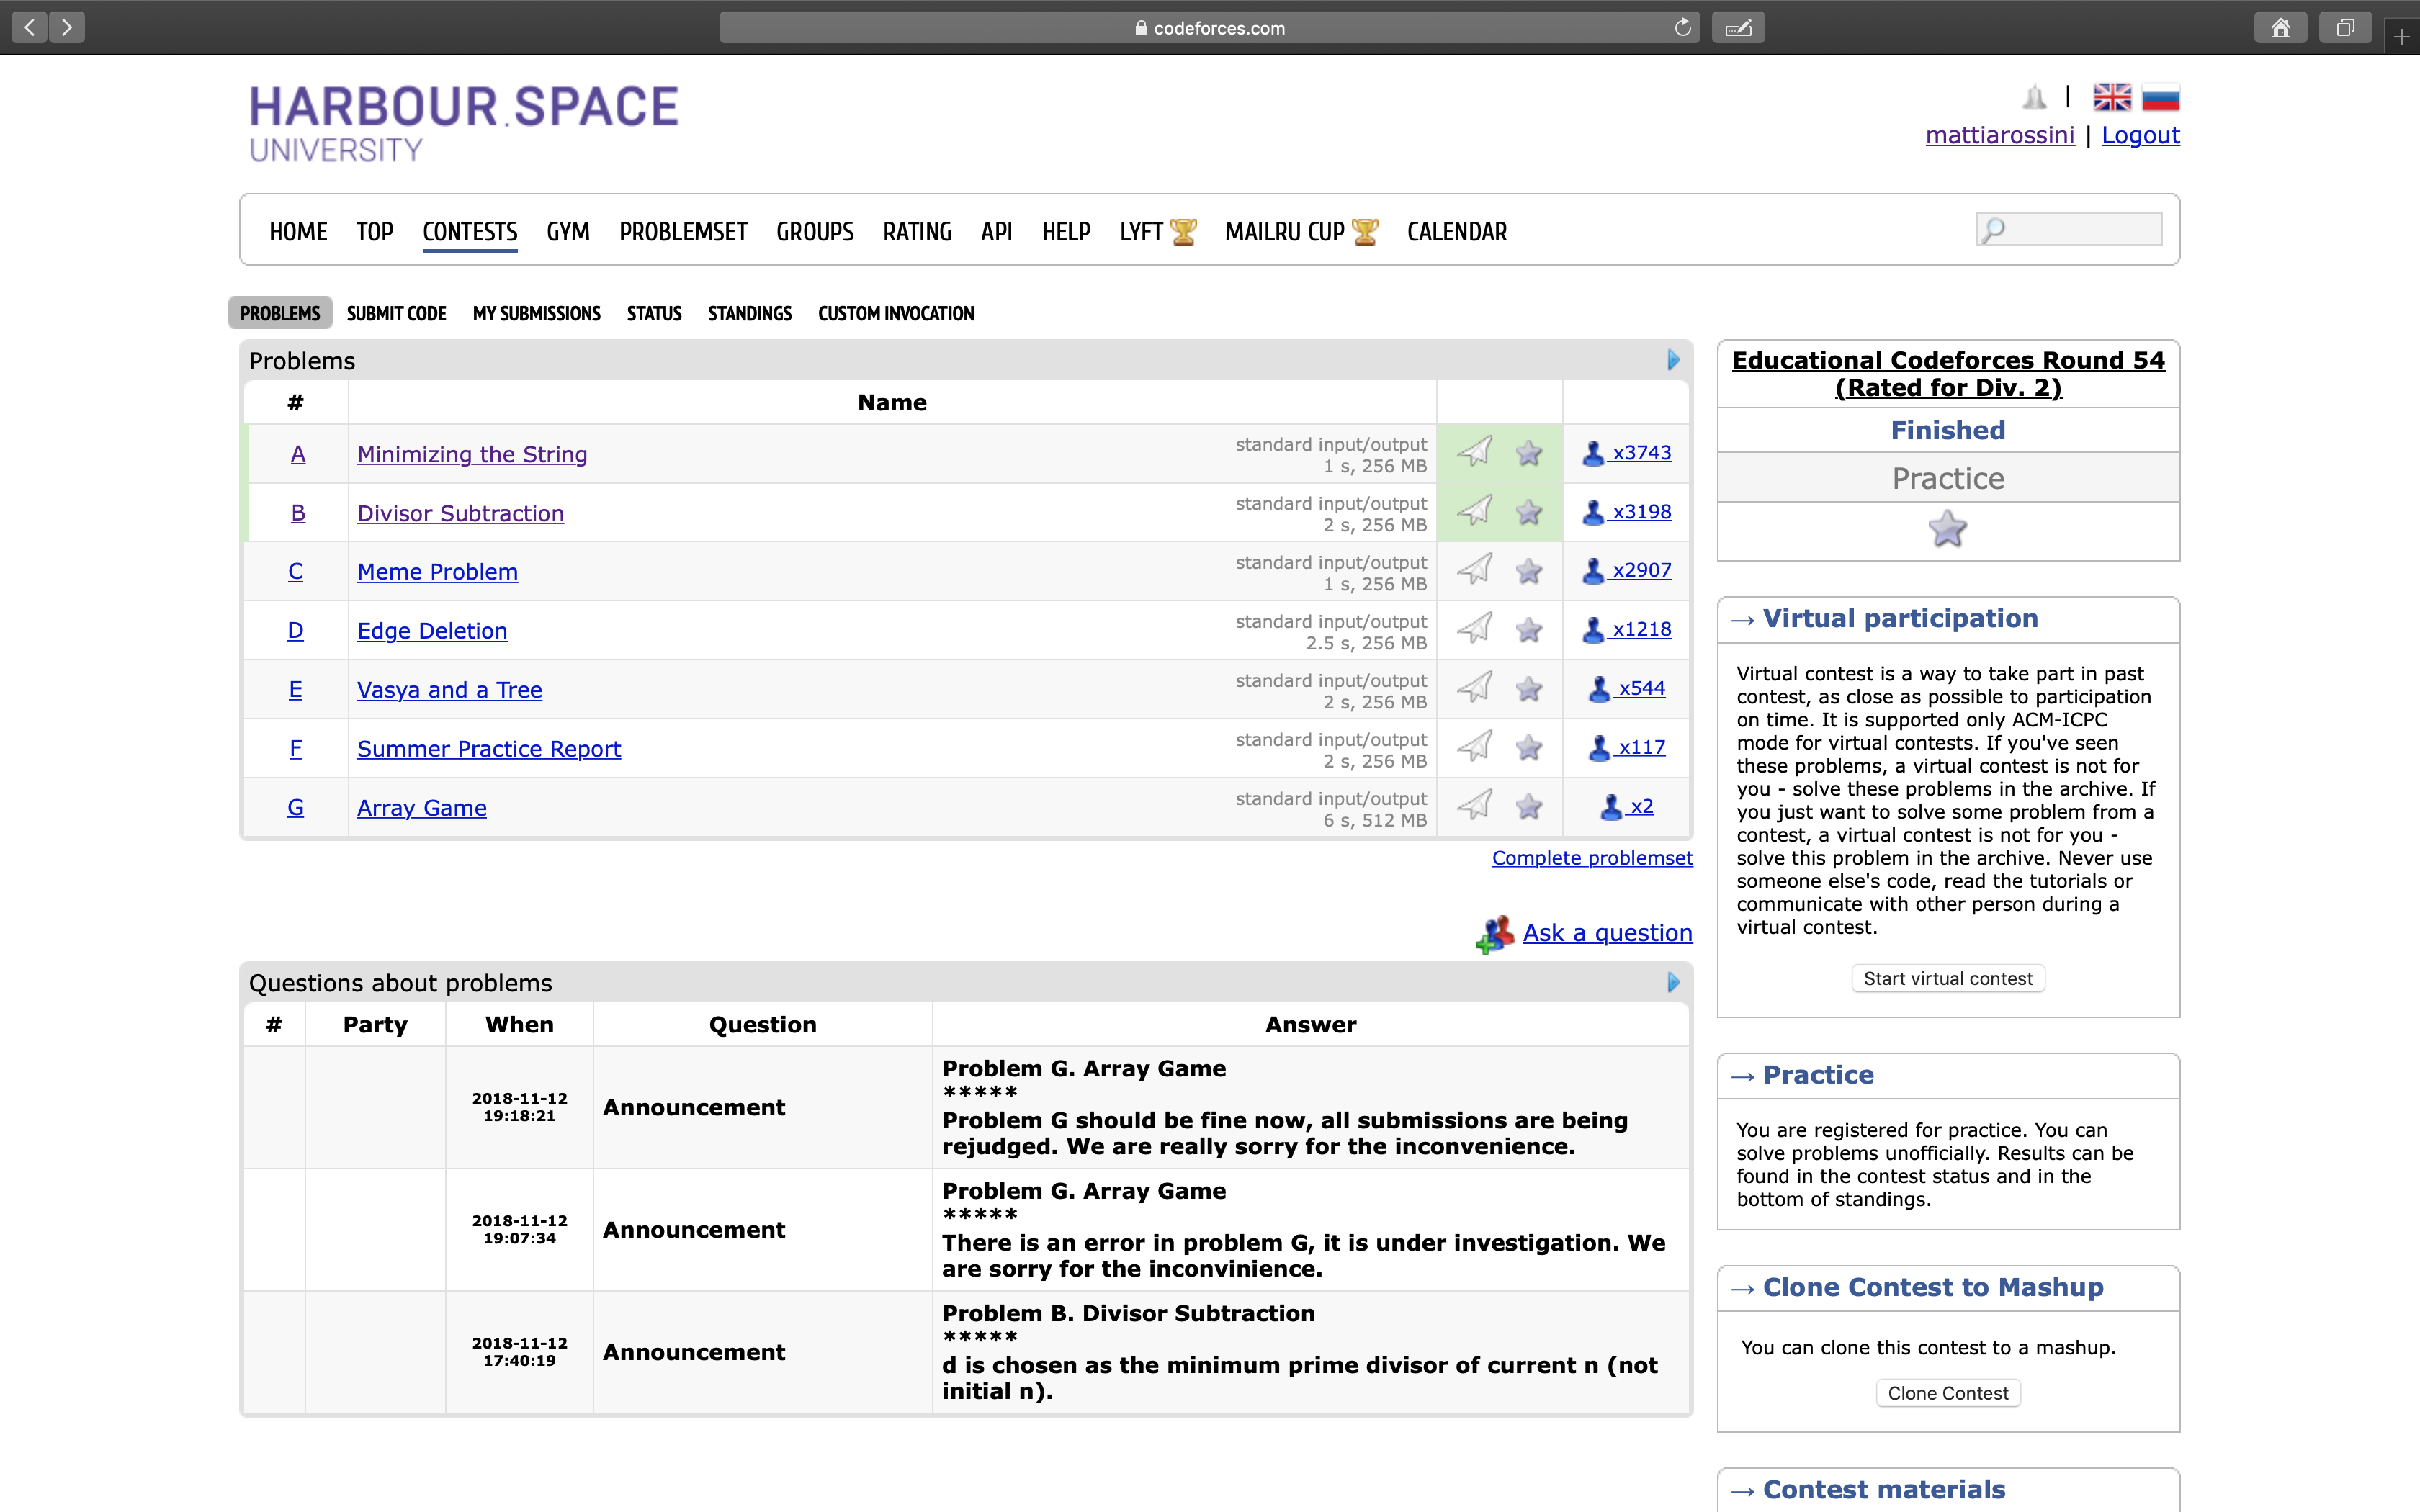 codeforces.com
HARBOUR.SPACE
UNIVERSITY
|
mattiarossini | Logout
HOME TOP CONTESTS GYM PROBLEMSET GROUPS RATING API HELP LYFT MAILRU CUP CALENDAR
PROBLEMS SUBMIT CODE MY SUBMISSIONS STATUS STANDINGS CUSTOM INVOCATION
Problems
# Name
A Minimizing the String standard input/output x3743
1 s, 256 MB
B Divisor Subtraction standard input/output x3198
2 s, 256 MB
C Meme Problem standard input/output x2907
1 s, 256 MB
D Edge Deletion standard input/output x1218
2.5 s, 256 MB
E Vasya and a Tree standard input/output x544
2 s, 256 MB
F Summer Practice Report standard input/output x117
2 s, 256 MB
G Array Game standard input/output x2
6 s, 512 MB
Complete problemset
Ask a question
Questions about problems
# Party When Question Answer
2018-11-12
19:18:21
Announcement
Problem G. Array Game
*****
Problem G should be fine now, all submissions are being
rejudged. We are really sorry for the inconvenience.
2018-11-12
19:07:34
Announcement
Problem G. Array Game
*****
There is an error in problem G, it is under investigation. We
are sorry for the inconvinience.
2018-11-12
17:40:19
Announcement
Problem B. Divisor Subtraction
*****
d is chosen as the minimum prime divisor of current n (not
initial n).
Educational Codeforces Round 54
(Rated for Div. 2)
Finished
Practice
→ Virtual participation
Virtual contest is a way to take part in past
contest, as close as possible to participation
on time. It is supported only ACM-ICPC
mode for virtual contests. If you've seen
these problems, a virtual contest is not for
you - solve these problems in the archive. If
you just want to solve some problem from a
contest, a virtual contest is not for you -
solve this problem in the archive. Never use
someone else's code, read the tutorials or
communicate with other person during a
virtual contest.
Start virtual contest
→ Practice
You are registered for practice. You can
solve problems unofficially. Results can be
found in the contest status and in the
bottom of standings.
→ Clone Contest to Mashup
You can clone this contest to a mashup.
Clone Contest
→ Contest materials